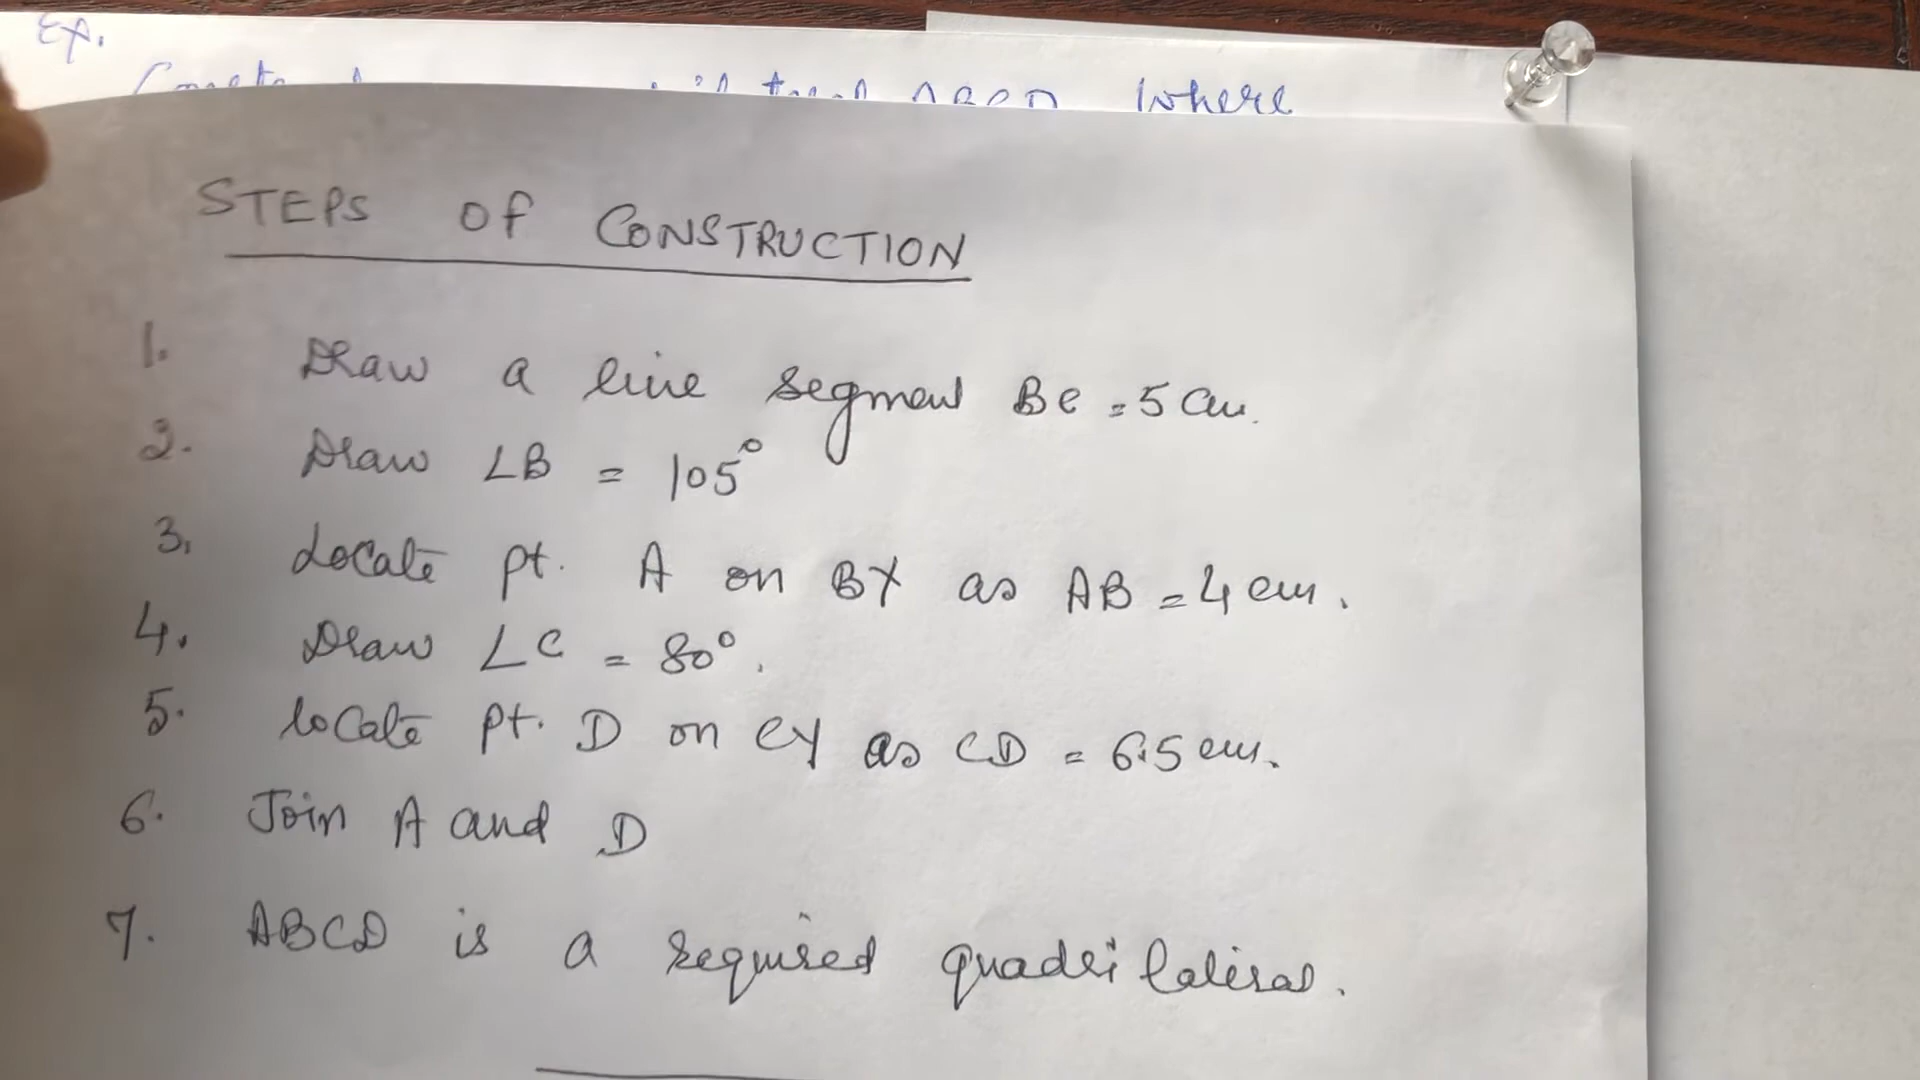 Ex.
ABCD where
STEPS Of CONSTRUCTION
1. Draw a line segment BC = 5 cm.
2. Draw ∠B = 105°
3. Locate pt. A on BX as AB = 4 cm.
4. Draw ∠C = 80°.
5. locate pt. D on CY as CD = 6.5 cm.
6. Join A and D
7. ABCD is a required quadrilateral.